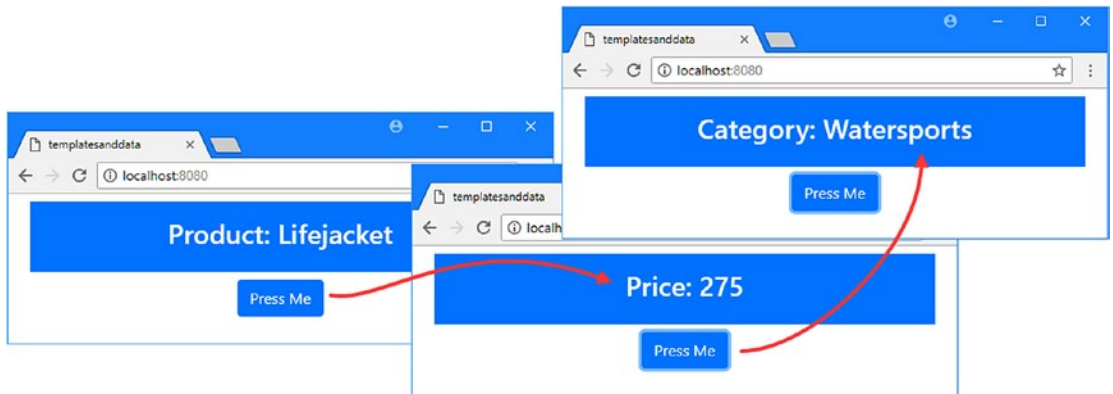 templatesanddata
localhost:8080
Product: Lifejacket
Press Me
templatesanddata
localh
Price: 275
Press Me
templatesanddata
localhost:8080
Category: Watersports
Press Me